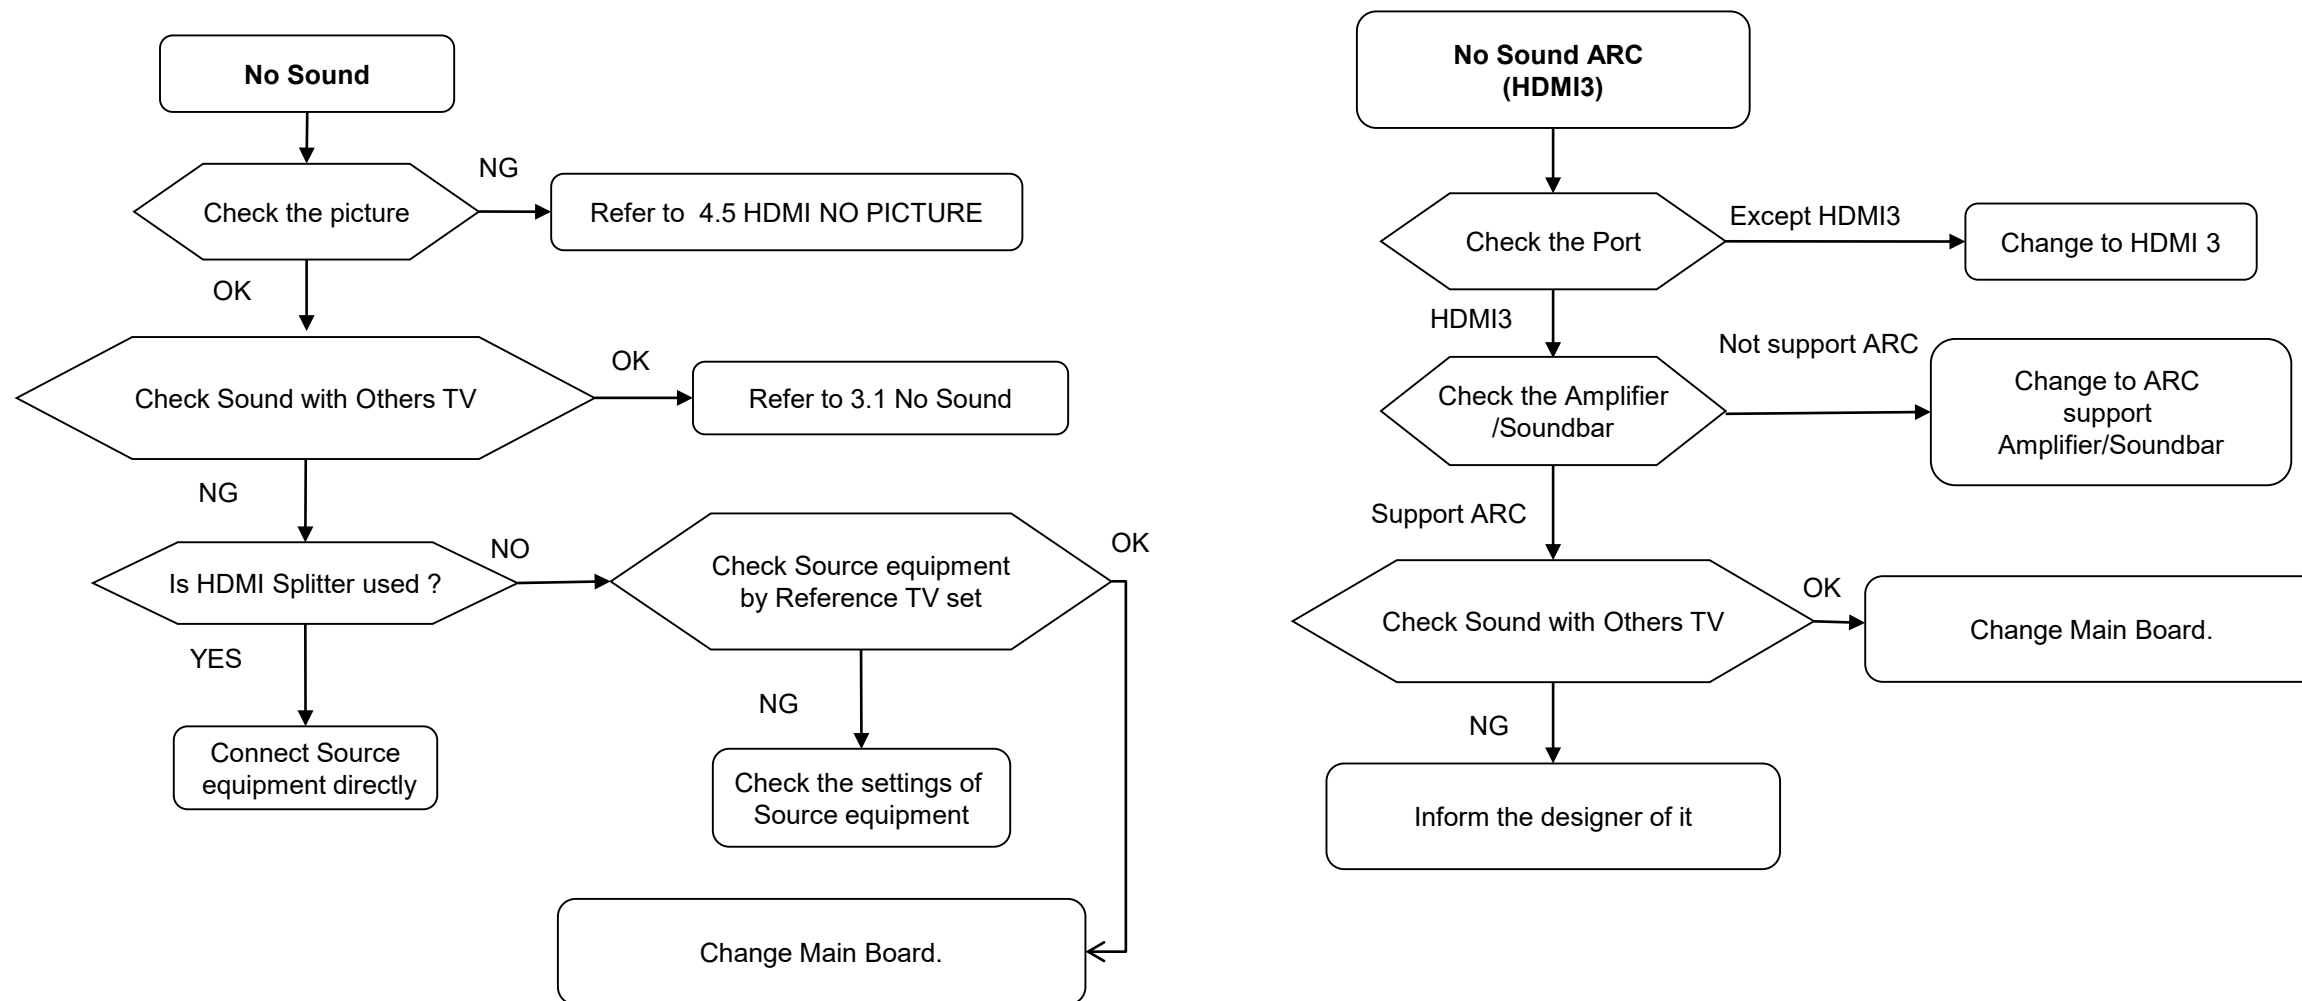 No Sound
NG
Check the picture
Refer to  4.5 HDMI NO PICTURE
OK
OK
Check Sound with Others TV
Refer to 3.1 No Sound
NG
NO
Is HDMI Splitter used ?
Check Source equipment
by Reference TV set
OK
YES
NG
Connect Source
equipment directly
Check the settings of
Source equipment
Change Main Board.
No Sound ARC
(HDMI3)
Except HDMI3
Check the Port
Change to HDMI 3
HDMI3
Not support ARC
Check the Amplifier
/Soundbar
Change to ARC
support
Amplifier/Soundbar
Support ARC
OK
Check Sound with Others TV
Change Main Board.
NG
Inform the designer of it